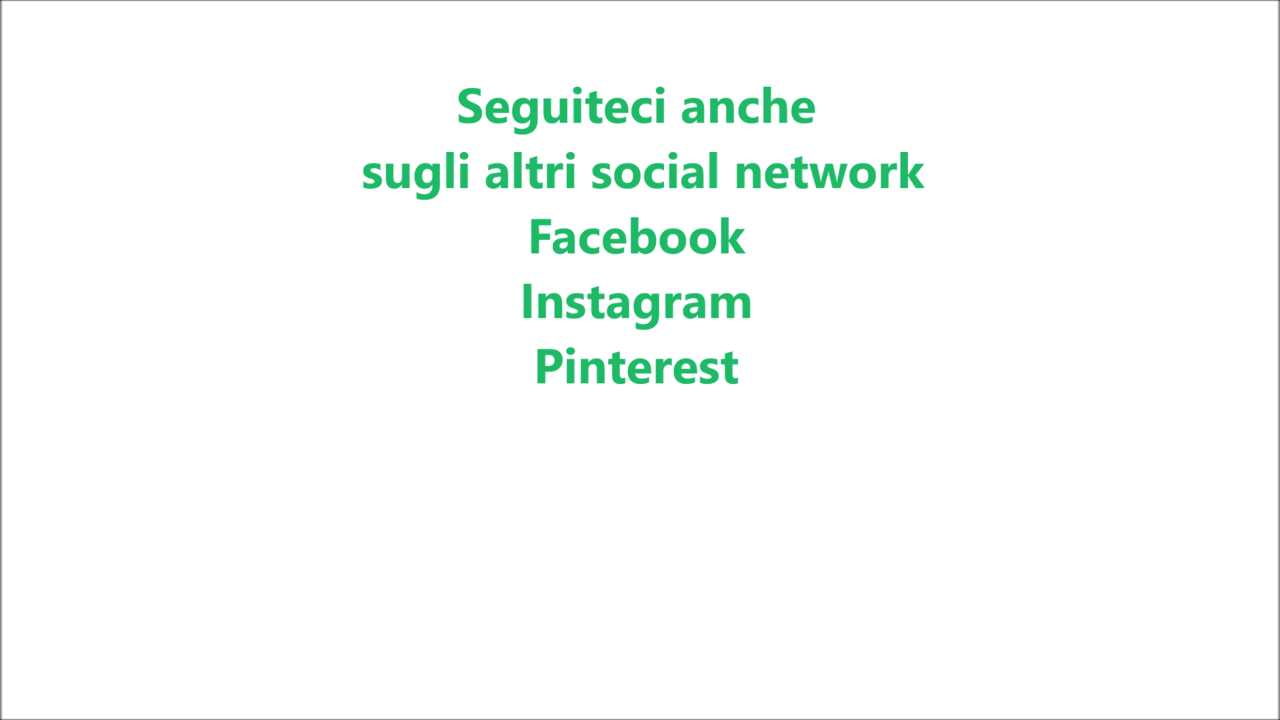 Seguiteci anche
sugli altri social network
Facebook
Instagram
Pinterest